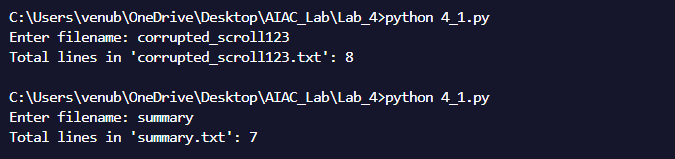 C:\Users\venub\OneDrive\Desktop\AIAC_Lab\Lab_4>python 4_1.py
Enter filename: corrupted_scroll123
Total lines in 'corrupted_scroll123.txt': 8
C:\Users\venub\OneDrive\Desktop\AIAC_Lab\Lab_4>python 4_1.py
Enter filename: summary
Total lines in 'summary.txt': 7